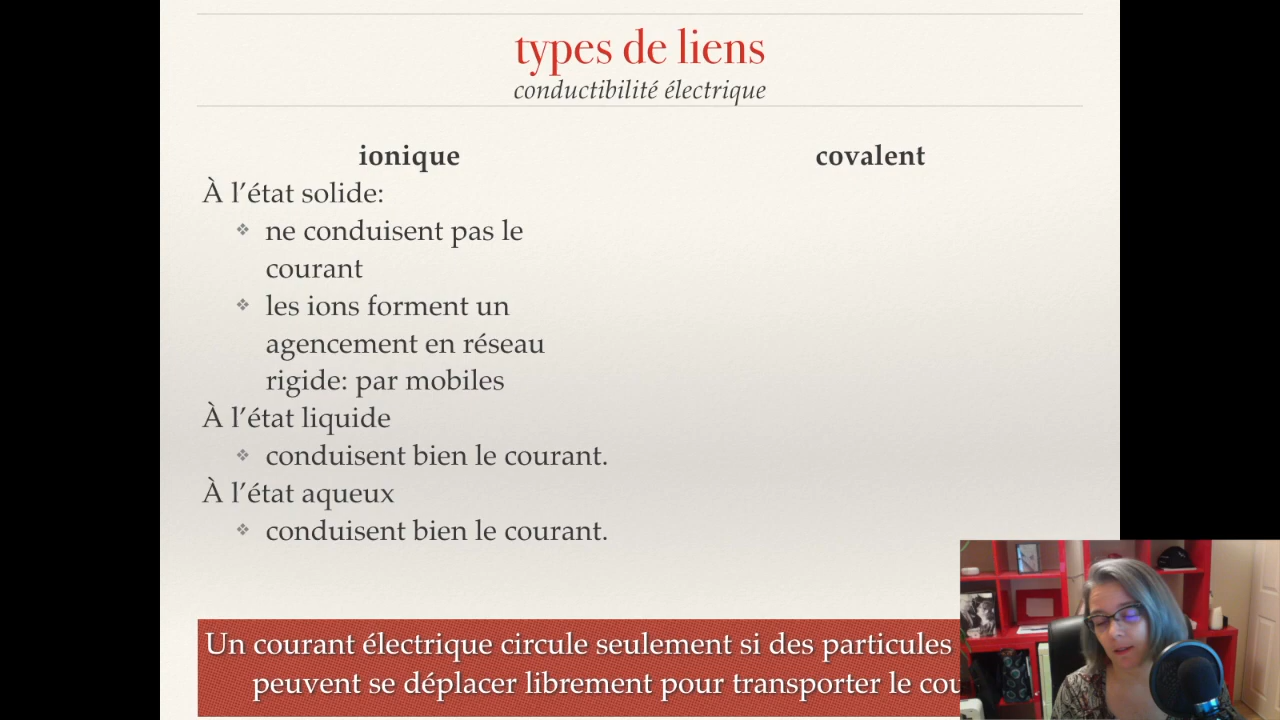 types de liens
conductibilité électrique
ionique
À l’état solide:
ne conduisent pas le
courant
les ions forment un
agencement en réseau
rigide: par mobiles
À l’état liquide
conduisent bien le courant.
À l’état aqueux
conduisent bien le courant.
covalent
Un courant électrique circule seulement si des particules
peuvent se déplacer librement pour transporter le